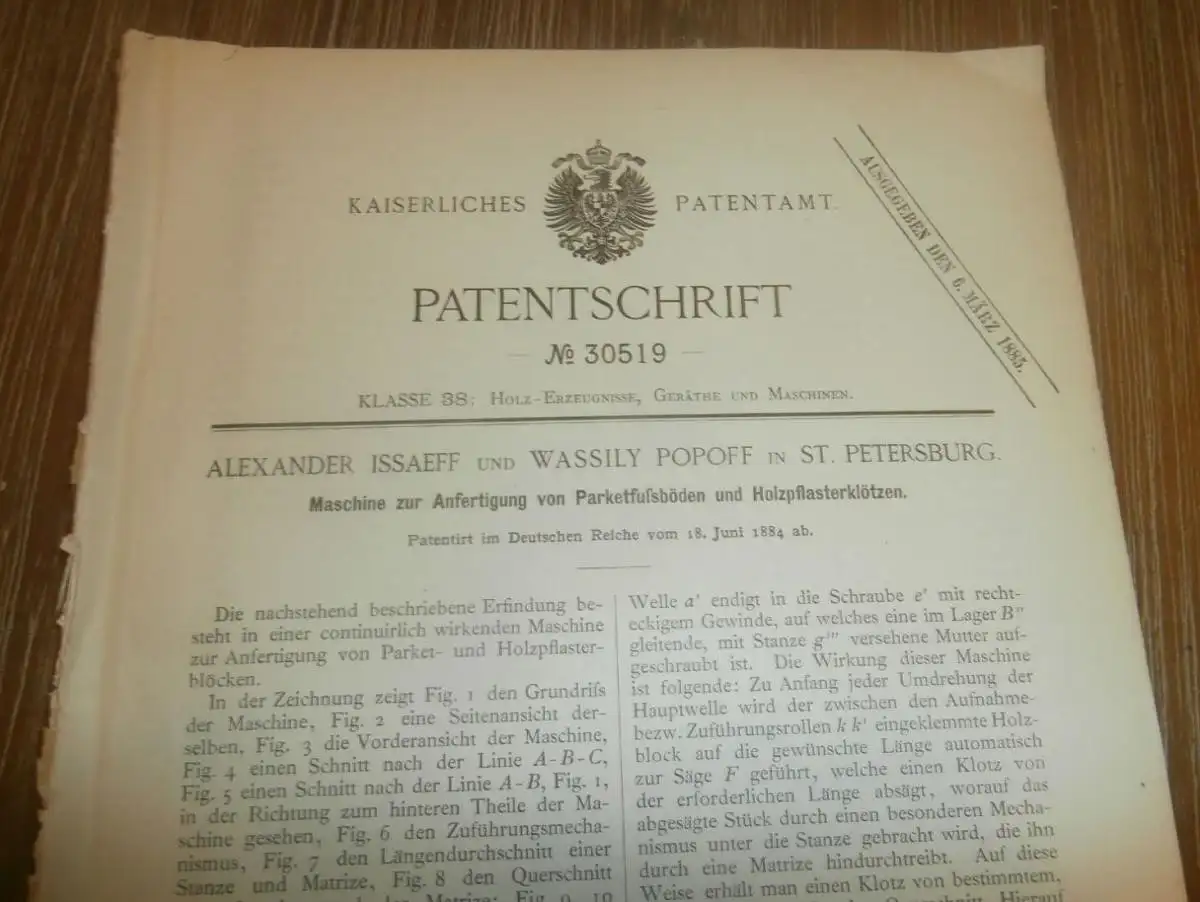 KAISERLICHES PATENTAMT.
AUSGEGEBEN DEN 6. MÄRZ 1885.
PATENTSCHRIFT
— № 30519 —
KLASSE 38: HOLZ-ERZEUGNISSE, GERÄTHE UND MASCHINEN.
ALEXANDER ISSAEFF UND WASSILY POPOFF IN ST. PETERSBURG.
Maschine zur Anfertigung von Parketfuſsböden und Holzpflasterklötzen.
Patentirt im Deutschen Reiche vom 18. Juni 1884 ab.
Die nachstehend beschriebene Erfindung be-
steht in einer continuirlich wirkenden Maschine
zur Anfertigung von Parket- und Holzpflaster-
blöcken.
In der Zeichnung zeigt Fig. 1 den Grundriſs
der Maschine, Fig. 2 eine Seitenansicht der-
selben, Fig. 3 die Vorderansicht der Maschine,
Fig. 4 einen Schnitt nach der Linie A-B-C,
Fig. 5 einen Schnitt nach der Linie A-B, Fig. 1,
in der Richtung zum hinteren Theile der Ma-
schine gesehen, Fig. 6 den Zuführungsmecha-
nismus, Fig. 7 den Längendurchschnitt einer
Stanze und Matrize, Fig. 8 den Querschnitt
der Matrize; Fig. 9, 10
Welle a' endigt in die Schraube e' mit recht-
eckigem Gewinde, auf welches eine im Lager B''
gleitende, mit Stanze g''' versehene Mutter auf-
geschraubt ist. Die Wirkung dieser Maschine
ist folgende: Zu Anfang jeder Umdrehung der
Hauptwelle wird der zwischen den Aufnahme-
bezw. Zuführungsrollen k k' eingeklemmte Holz-
block auf die gewünschte Länge automatisch
zur Säge F geführt, welche einen Klotz von
der erforderlichen Länge absägt, worauf das
abgesägte Stück durch einen besonderen Mecha-
nismus unter die Stanze gebracht wird, die ihn
durch eine Matrize hindurchtreibt. Auf diese
Weise erhält man einen Klotz von bestimmtem,
Querschnitt. Hierauf